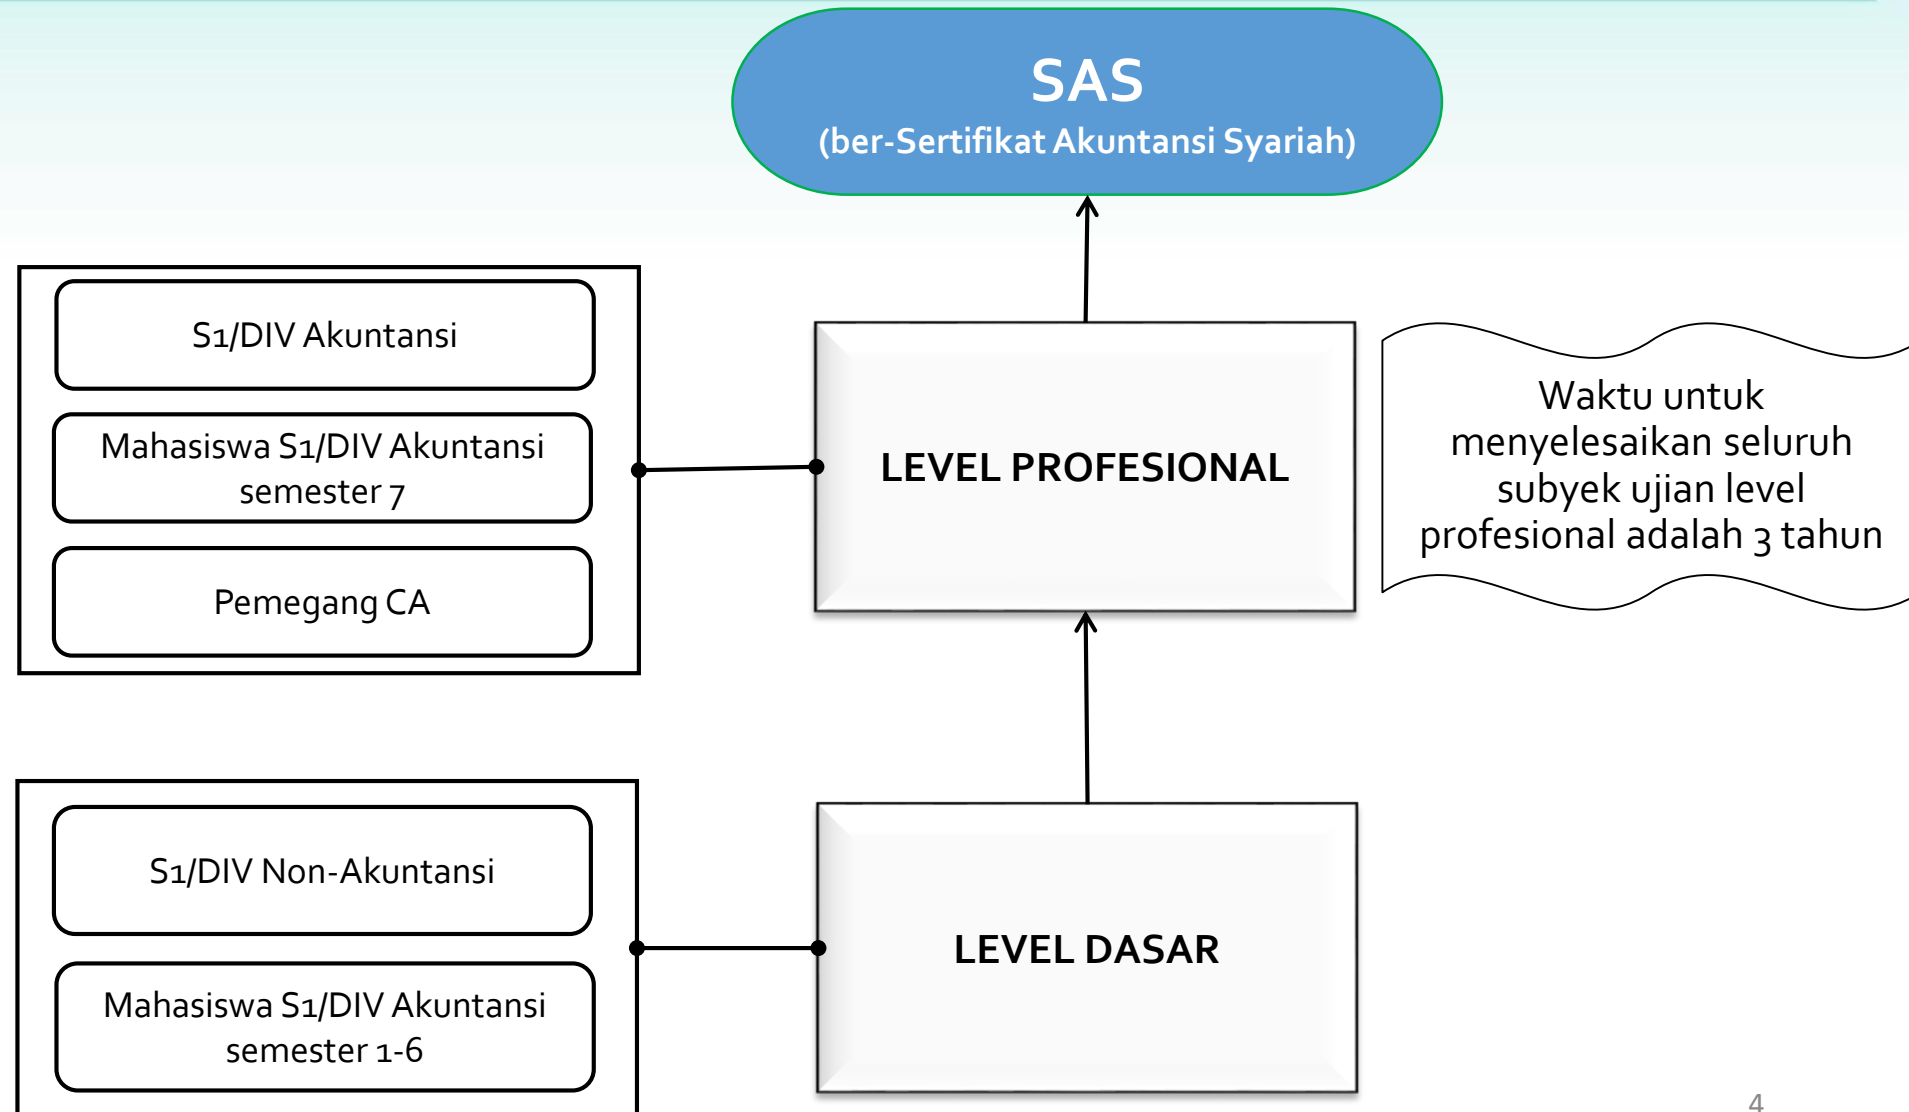 SAS
(ber-Sertifikat Akuntansi Syariah)
S1/DIV Akuntansi
Mahasiswa S1/DIV Akuntansi
semester 7
Pemegang CA
LEVEL PROFESIONAL
Waktu untuk
menyelesaikan seluruh
subyek ujian level
profesional adalah 3 tahun
S1/DIV Non-Akuntansi
Mahasiswa S1/DIV Akuntansi
semester 1-6
LEVEL DASAR
4